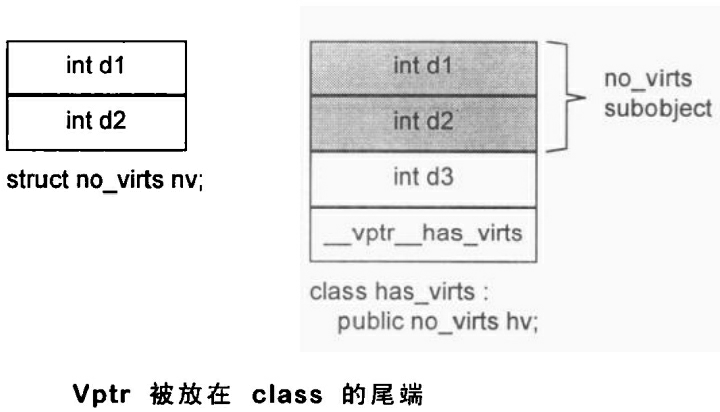 int d1
int d2
struct no_virts nv;
int d1
int d2
no_virts
subobject
int d3
__vptr__has_virts
class has_virts :
public no_virts hv;
Vptr 被放在 class 的尾端